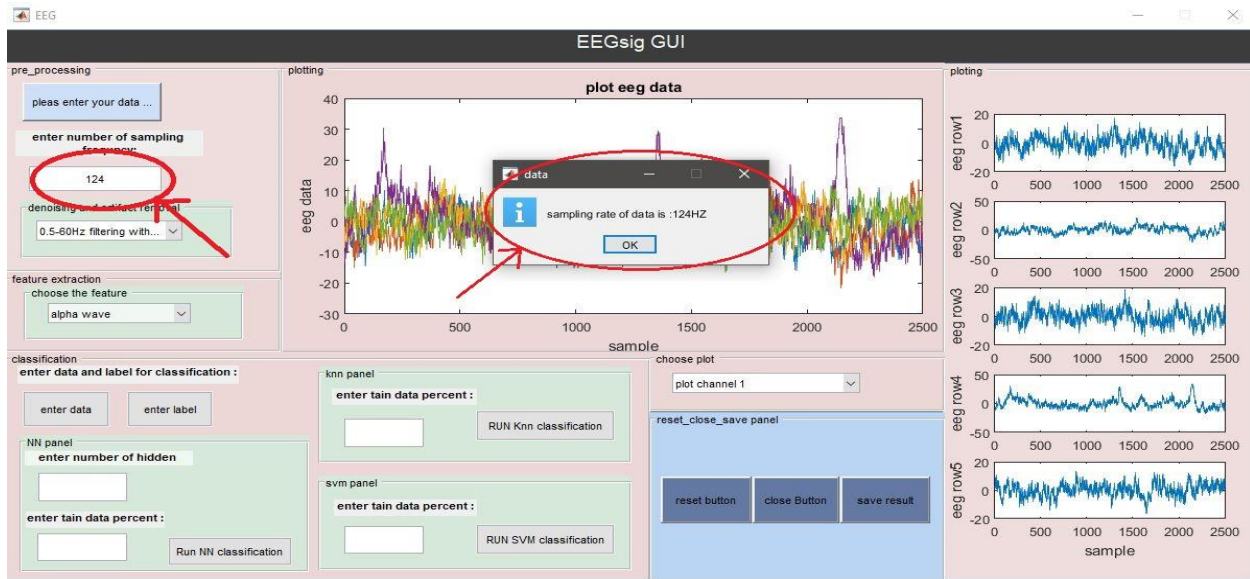 EEG
EEGsig GUI
pre_processing
pleas enter your data ...
enter number of sampling
frequncy:
124
denoising and artifact removal
0.5-60Hz filtering with...
feature extraction
choose the feature
alpha wave
plotting
plot eeg data
40
30
20
10
0
-10
-20
-30
eeg data
0 500 1000 1500 2000 2500
sample
data
sampling rate of data is :124HZ
OK
ploting
eeg row1
20
0
-20
0 500 1000 1500 2000 2500
eeg row2
50
0
-50
0 500 1000 1500 2000 2500
eeg row3
20
0
-20
0 500 1000 1500 2000 2500
eeg row4
50
0
-50
0 500 1000 1500 2000 2500
eeg row5
20
0
-20
0 500 1000 1500 2000 2500
sample
classification
enter data and label for classification :
enter data
enter label
NN panel
enter number of hidden
enter tain data percent :
Run NN classification
knn panel
enter tain data percent :
RUN Knn classification
svm panel
enter tain data percent :
RUN SVM classification
choose plot
plot channel 1
reset_close_save panel
reset button
close Button
save result